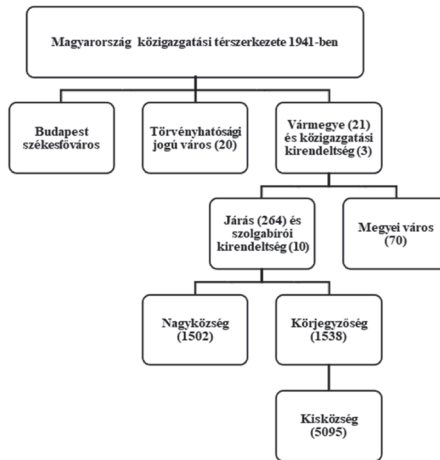 Magyarország közigazgatási térszerkezete 1941-ben
Budapest
székesfőváros
Törvényhatósági
jogú város (20)
Vármegye (21)
és közigazgatási
kirendeltség (3)
Járás (264) és
szolgabírói
kirendeltség (10)
Megyei város
(70)
Nagyközség
(1502)
Körjegyzőség
(1538)
Kisközség
(5095)